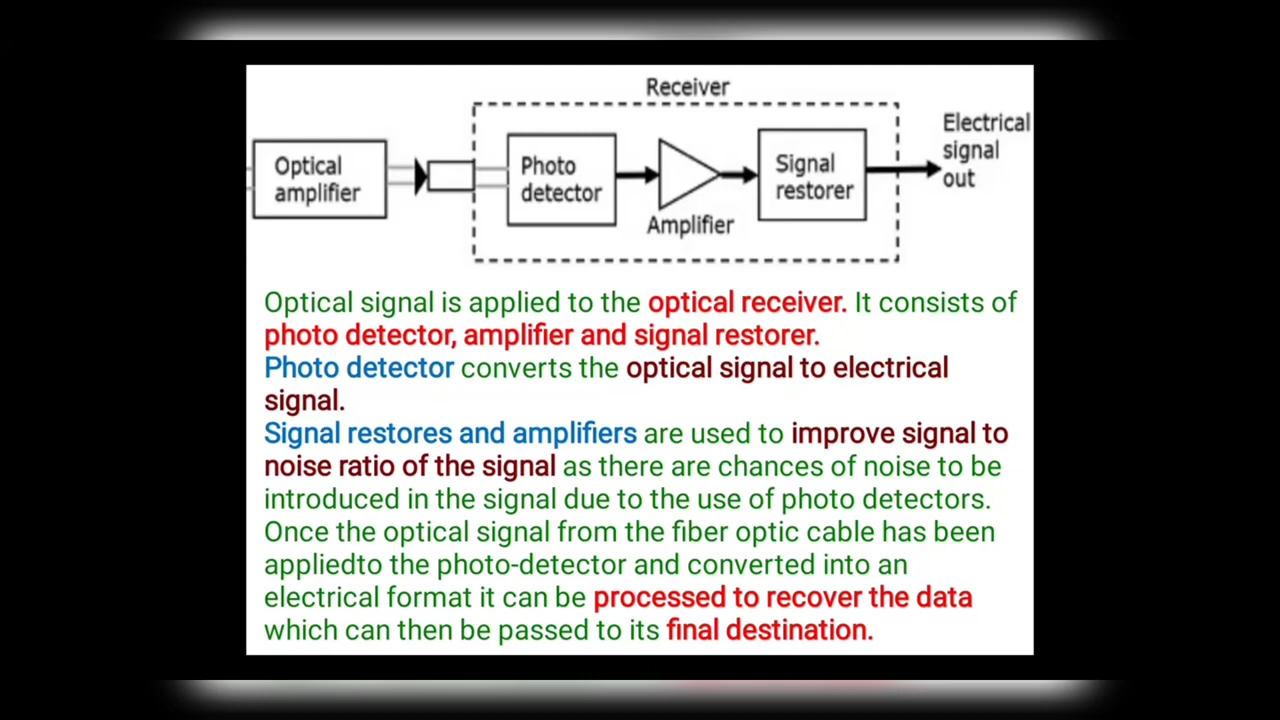 Receiver
Optical
amplifier
Photo
detector
Amplifier
Signal
restorer
Electrical
signal
out
Optical signal is applied to the optical receiver. It consists of
photo detector, amplifier and signal restorer.
Photo detector converts the optical signal to electrical
signal.
Signal restores and amplifiers are used to improve signal to
noise ratio of the signal as there are chances of noise to be
introduced in the signal due to the use of photo detectors.
Once the optical signal from the fiber optic cable has been
appliedto the photo-detector and converted into an
electrical format it can be processed to recover the data
which can then be passed to its final destination.